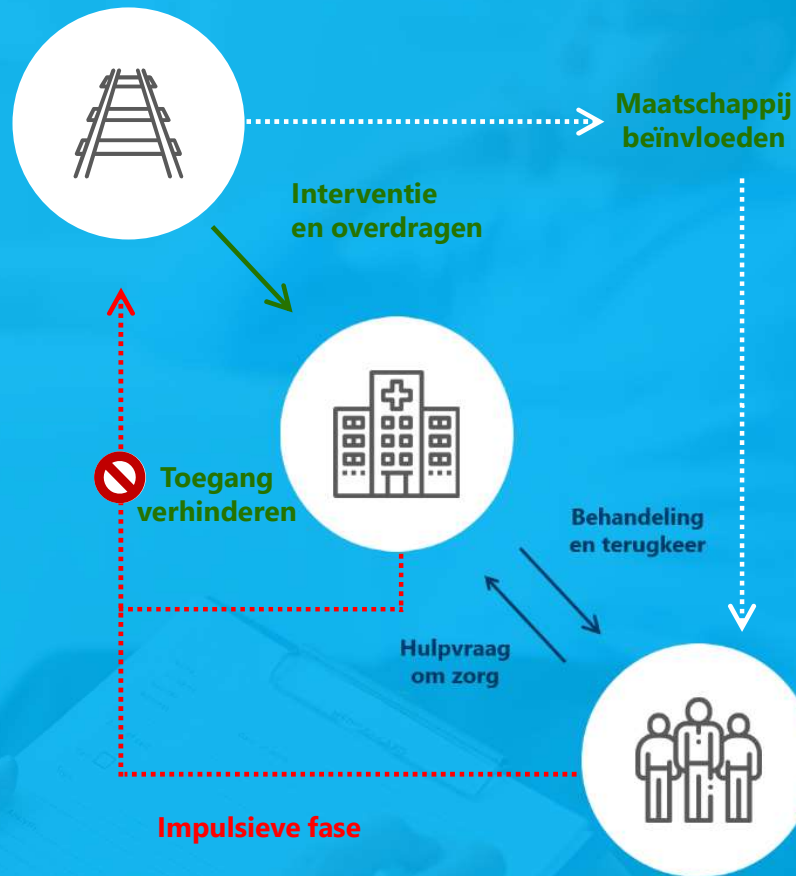 Maatschappij
beïnvloeden
Interventie
en overdragen
Toegang
verhinderen
Behandeling
en terugkeer
Hulpvraag
om zorg
Impulsieve fase